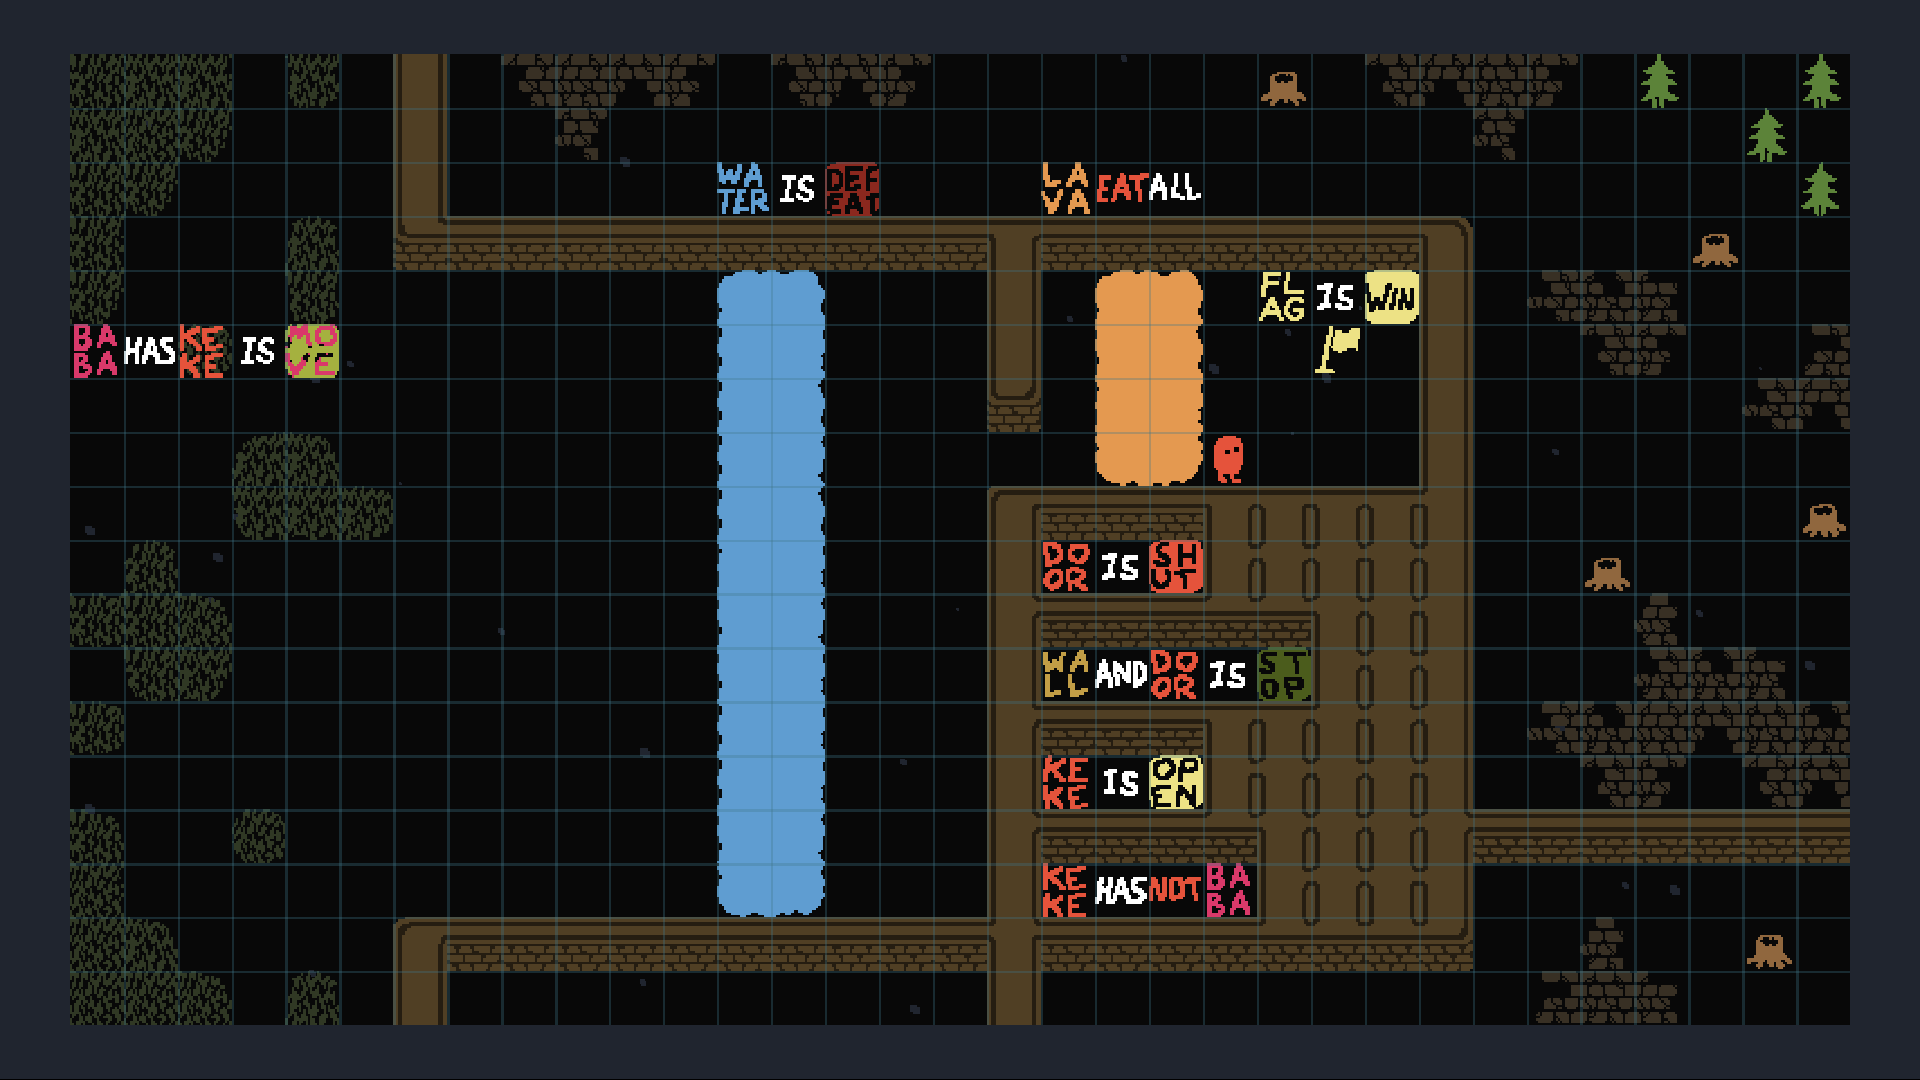 WATER IS DEFEAT
LAVA EAT ALL
FLAG IS WIN
BABA HAS KEKE IS MOVE
DOOR IS SHUT
WALL AND DOOR IS STOP
KEKE IS OPEN
KEKE HAS NOT BABA